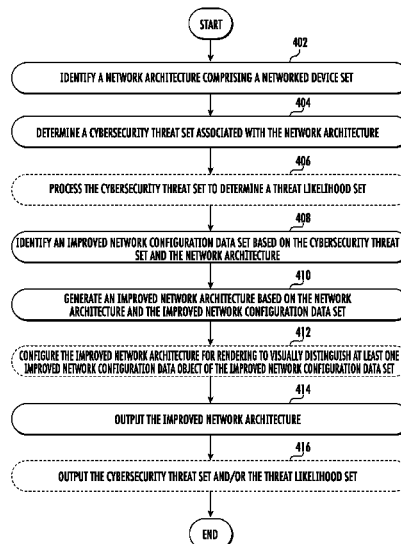 START
402
IDENTIFY A NETWORK ARCHITECTURE COMPRISING A NETWORKED DEVICE SET
404
DETERMINE A CYBERSECURITY THREAT SET ASSOCIATED WITH THE NETWORK ARCHITECTURE
406
PROCESS THE CYBERSECURITY THREAT SET TO DETERMINE A THREAT LIKELIHOOD SET
408
IDENTIFY AN IMPROVED NETWORK CONFIGURATION DATA SET BASED ON THE CYBERSECURITY THREAT
SET AND THE NETWORK ARCHITECTURE
410
GENERATE AN IMPROVED NETWORK ARCHITECTURE BASED ON THE NETWORK
ARCHITECTURE AND THE IMPROVED NETWORK CONFIGURATION DATA SET
412
CONFIGURE THE IMPROVED NETWORK ARCHITECTURE FOR RENDERING TO VISUALLY DISTINGUISH AT LEAST ONE
IMPROVED NETWORK CONFIGURATION DATA OBJECT OF THE IMPROVED NETWORK CONFIGURATION DATA SET
414
OUTPUT THE IMPROVED NETWORK ARCHITECTURE
416
OUTPUT THE CYBERSECURITY THREAT SET AND/OR THE THREAT LIKELIHOOD SET
END